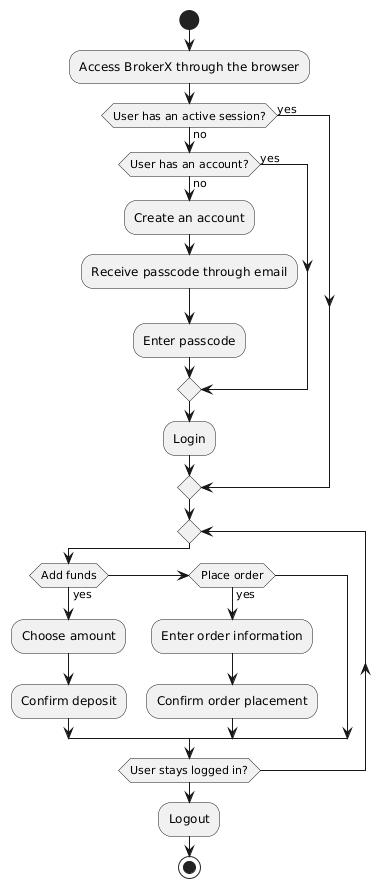 Access BrokerX through the browser
User has an active session?
yes
no
User has an account?
yes
no
Create an account
Receive passcode through email
Enter passcode
Login
Add funds
Place order
yes
yes
Choose amount
Enter order information
Confirm deposit
Confirm order placement
User stays logged in?
Logout